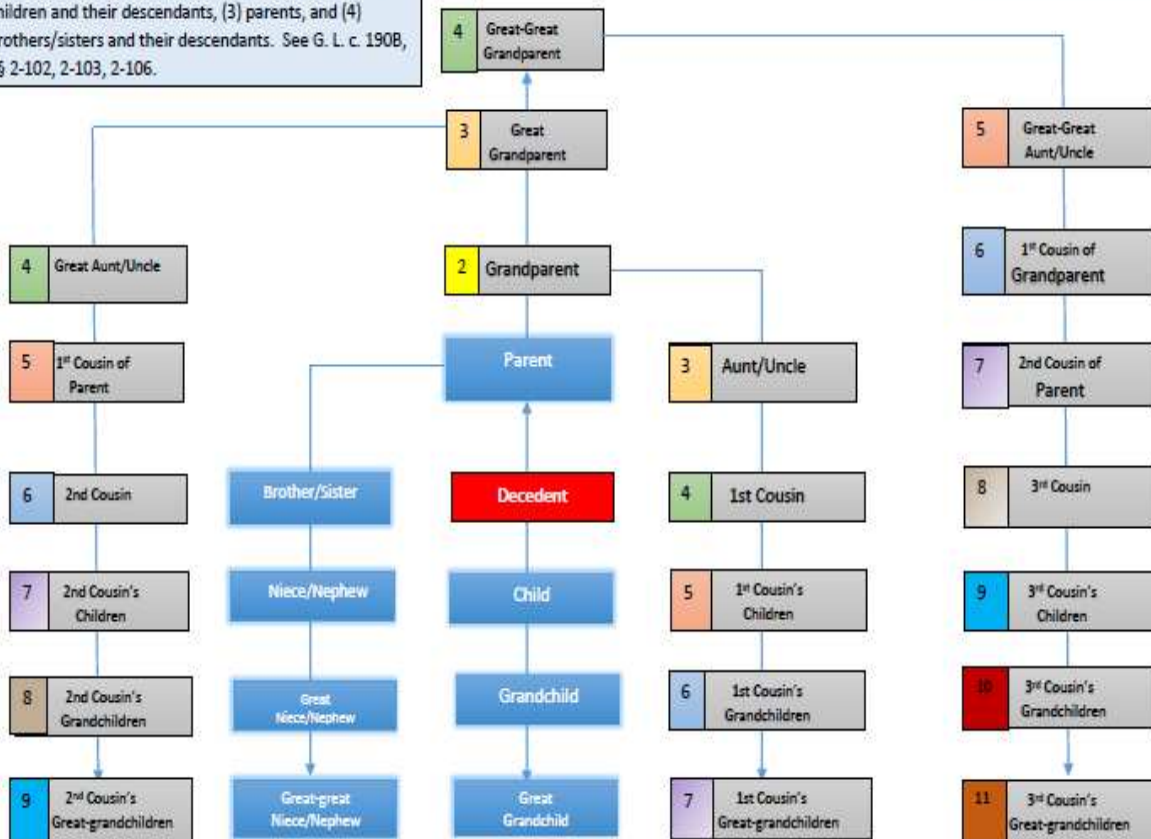 hildren and their descendants, (3) parents, and (4)
rothers/sisters and their descendants. See G. L. c. 190B,
§ 2-102, 2-103, 2-106.
4
Great-Great
Grandparent
3
Great
Grandparent
5
Great-Great
Aunt/Uncle
4
Great Aunt/Uncle
2
Grandparent
6
1st Cousin of
Grandparent
5
1st Cousin of
Parent
Parent
3
Aunt/Uncle
7
2nd Cousin of
Parent
6
2nd Cousin
Brother/Sister
Decedent
4
1st Cousin
8
3rd Cousin
7
2nd Cousin's
Children
Niece/Nephew
Child
5
1st Cousin's
Children
9
3rd Cousin's
Children
8
2nd Cousin's
Grandchildren
Great
Niece/Nephew
Grandchild
6
1st Cousin's
Grandchildren
10
3rd Cousin's
Grandchildren
9
2nd Cousin's
Great-grandchildren
Great-great
Niece/Nephew
Great
Grandchild
7
1st Cousin's
Great-grandchildren
11
3rd Cousin's
Great-grandchildren